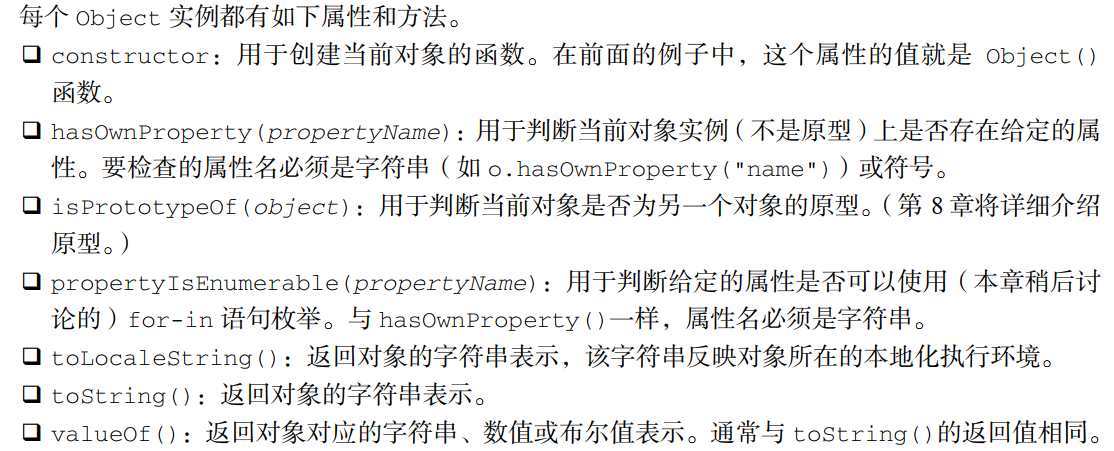 每个 Object 实例都有如下属性和方法。
❑ constructor：用于创建当前对象的函数。在前面的例子中，这个属性的值就是 Object()
函数。
❑ hasOwnProperty(propertyName)：用于判断当前对象实例（不是原型）上是否存在给定的属
性。要检查的属性名必须是字符串（如 o.hasOwnProperty("name")）或符号。
❑ isPrototypeOf(object)：用于判断当前对象是否为另一个对象的原型。（第 8 章将详细介绍
原型。）
❑ propertyIsEnumerable(propertyName)：用于判断给定的属性是否可以使用（本章稍后讨
论的）for-in 语句枚举。与 hasOwnProperty()一样，属性名必须是字符串。
❑ toLocaleString()：返回对象的字符串表示，该字符串反映对象所在的本地化执行环境。
❑ toString()：返回对象的字符串表示。
❑ valueOf()：返回对象对应的字符串、数值或布尔值表示。通常与 toString()的返回值相同。